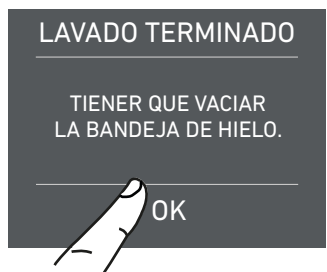 LAVADO TERMINADO
TIENER QUE VACIAR
LA BANDEJA DE HIELO.
OK